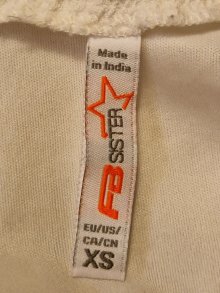 Made
in India
FB
SISTER
EU/US/
CA/CN
XS